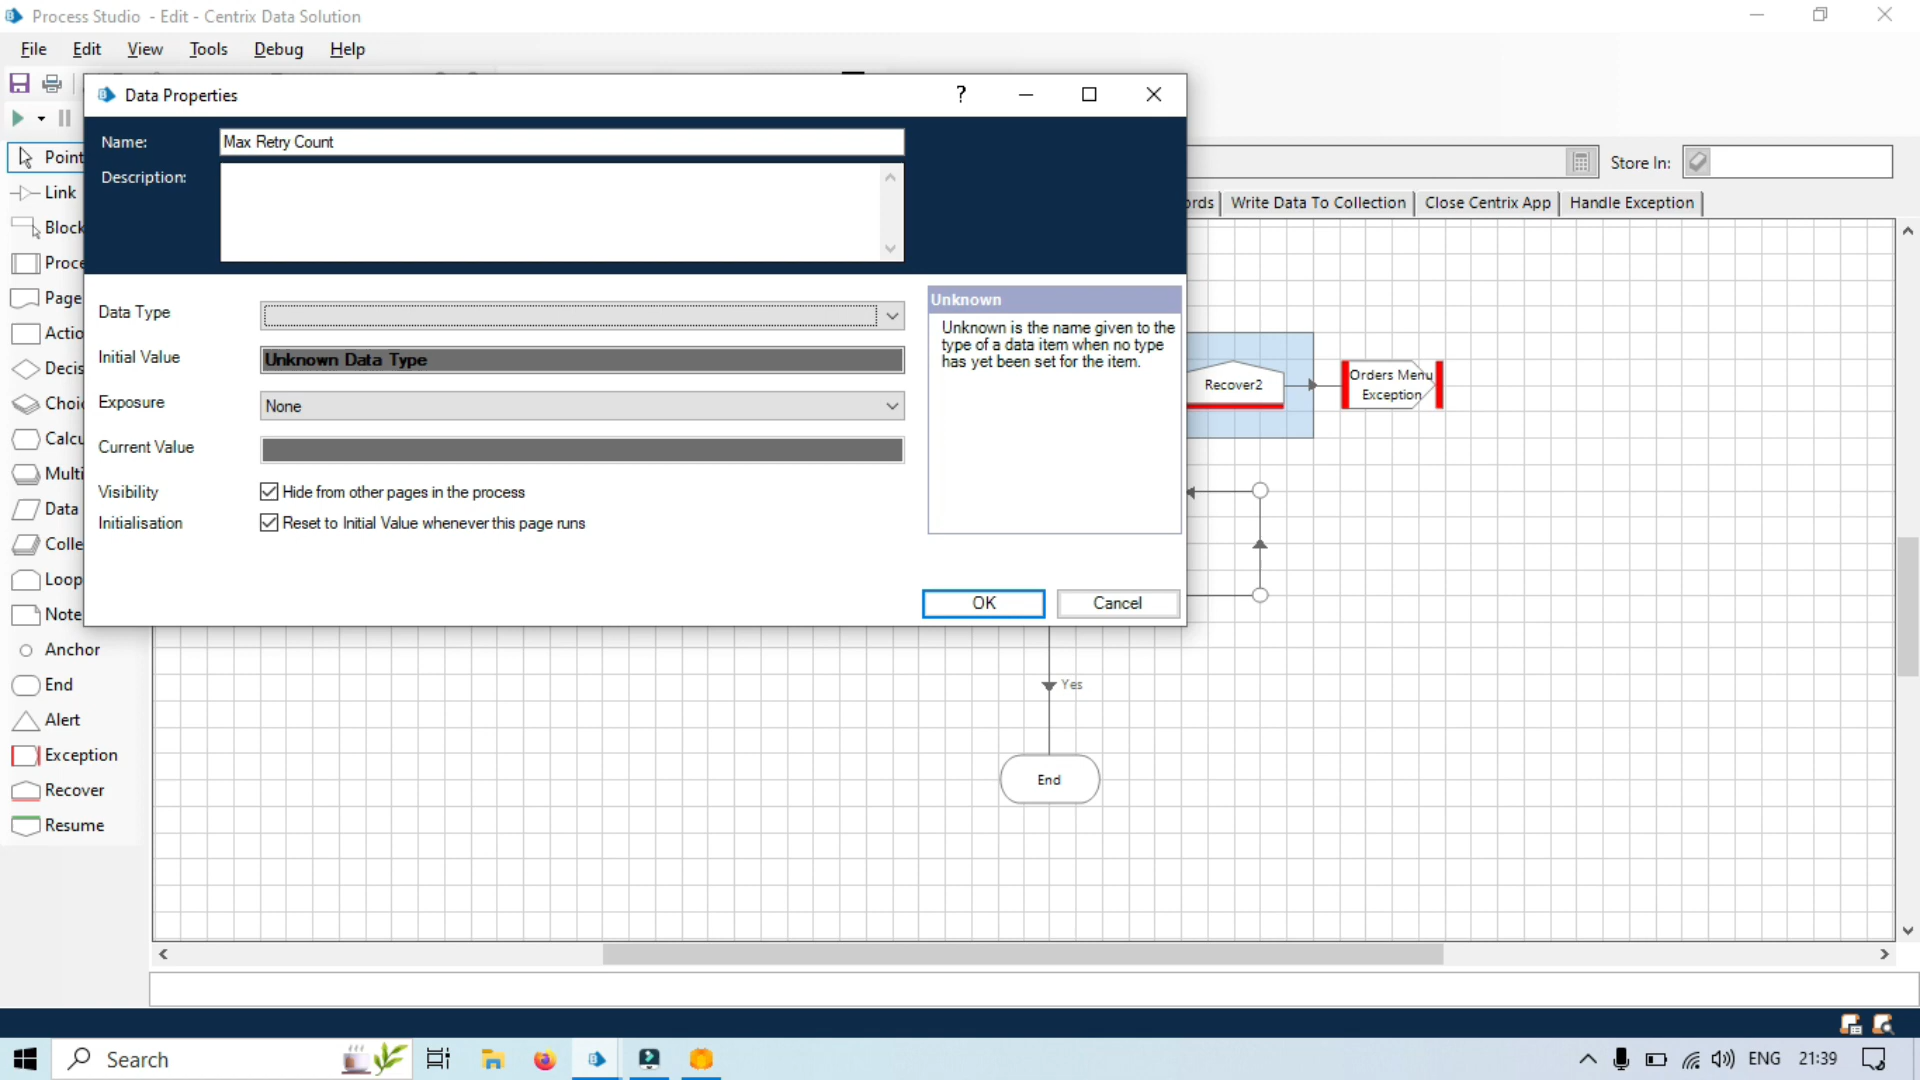 Process Studio - Edit - Centrix Data Solution
File Edit View Tools Debug Help
Data Properties
?
Name: Max Retry Count
Description:
Data Type
Initial Value Unknown Data Type
Exposure None
Current Value
Visibility Hide from other pages in the process
Initialisation Reset to Initial Value whenever this page runs
Unknown
Unknown is the name given to the
type of a data item when no type
has yet been set for the item.
OK Cancel
Store In:
ords Write Data To Collection Close Centrix App Handle Exception
Point
Link
Block
Proce
Page
Actio
Decis
Choi
Calcu
Multi
Data
Colle
Loop
Note
Anchor
End
Alert
Exception
Recover
Resume
Recover2
Orders Menu
Exception
Yes
End
Search
ENG 21:39